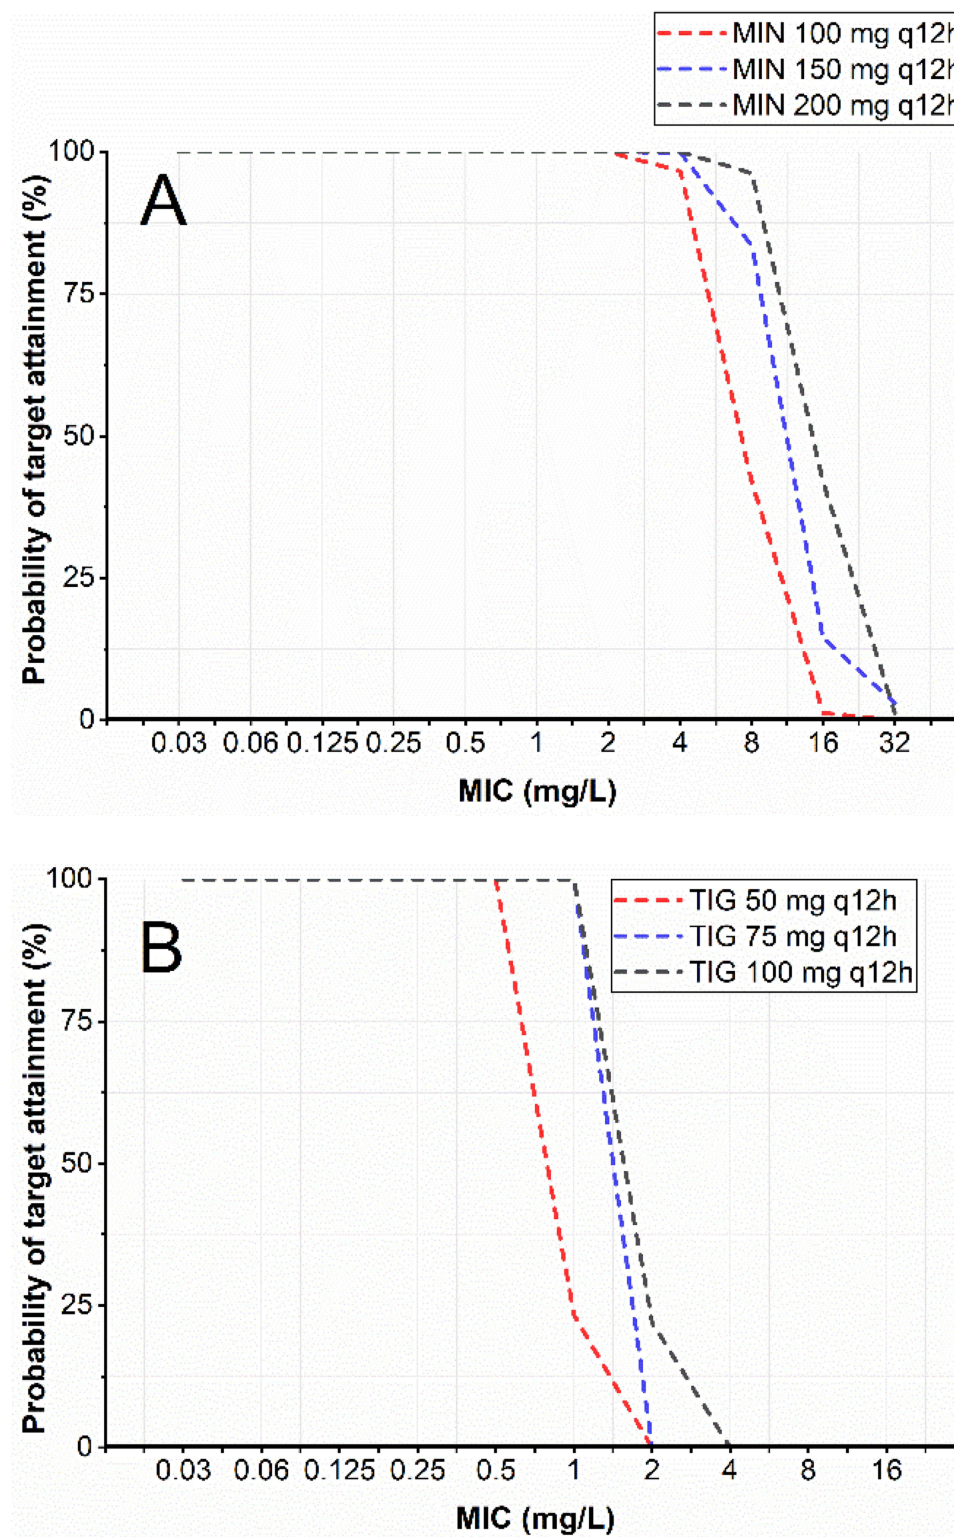 MIN 100 mg q12h
MIN 150 mg q12h
MIN 200 mg q12h
A
Probability of target attainment (%)
100
75
50
25
0
0.03 0.06 0.125 0.25 0.5 1 2 4 8 16 32
MIC (mg/L)
B
TIG 50 mg q12h
TIG 75 mg q12h
TIG 100 mg q12h
Probability of target attainment (%)
100
75
50
25
0
0.03 0.06 0.125 0.25 0.5 1 2 4 8 16
MIC (mg/L)